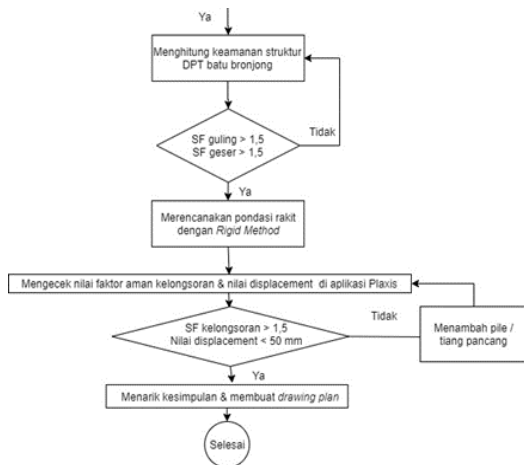 Ya
Menghitung keamanan struktur
DPT batu bronjong
SF guling > 1,5
SF geser > 1,5
Tidak
Ya
Merencanakan pondasi rakit
dengan Rigid Method
Mengecek nilai faktor aman kelongsoran & nilai displacement di aplikasi Plaxis
SF kelongsoran > 1,5
Nilai displacement < 50 mm
Tidak
Menambah pile /
tiang pancang
Ya
Menarik kesimpulan & membuat drawing plan
Selesai